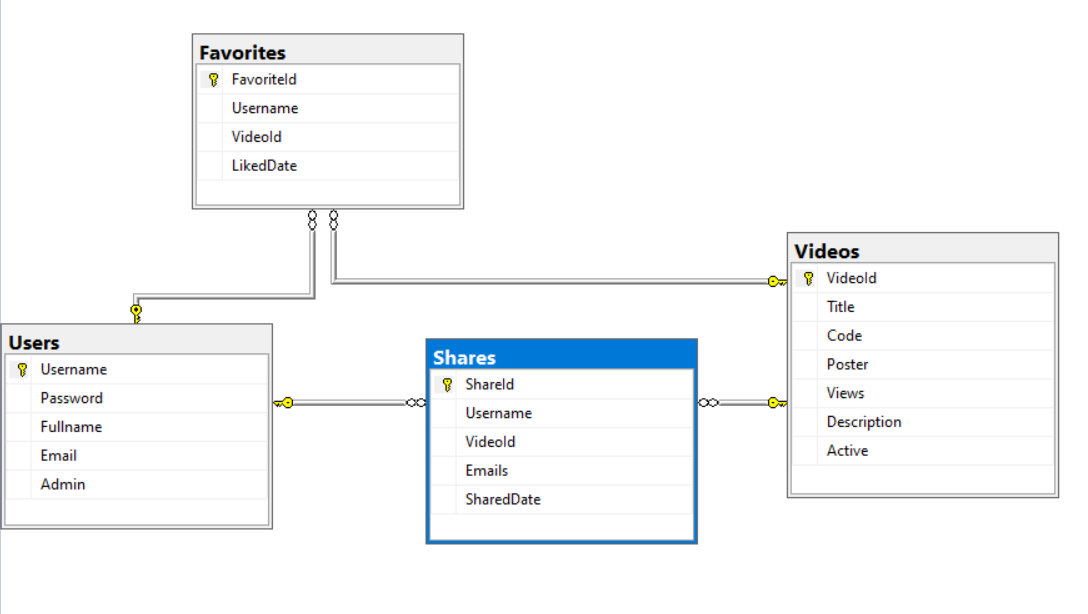 Favorites
FavoriteId
Username
VideoId
LikedDate
Users
Username
Password
Fullname
Email
Admin
Shares
ShareId
Username
VideoId
Emails
SharedDate
Videos
VideoId
Title
Code
Poster
Views
Description
Active